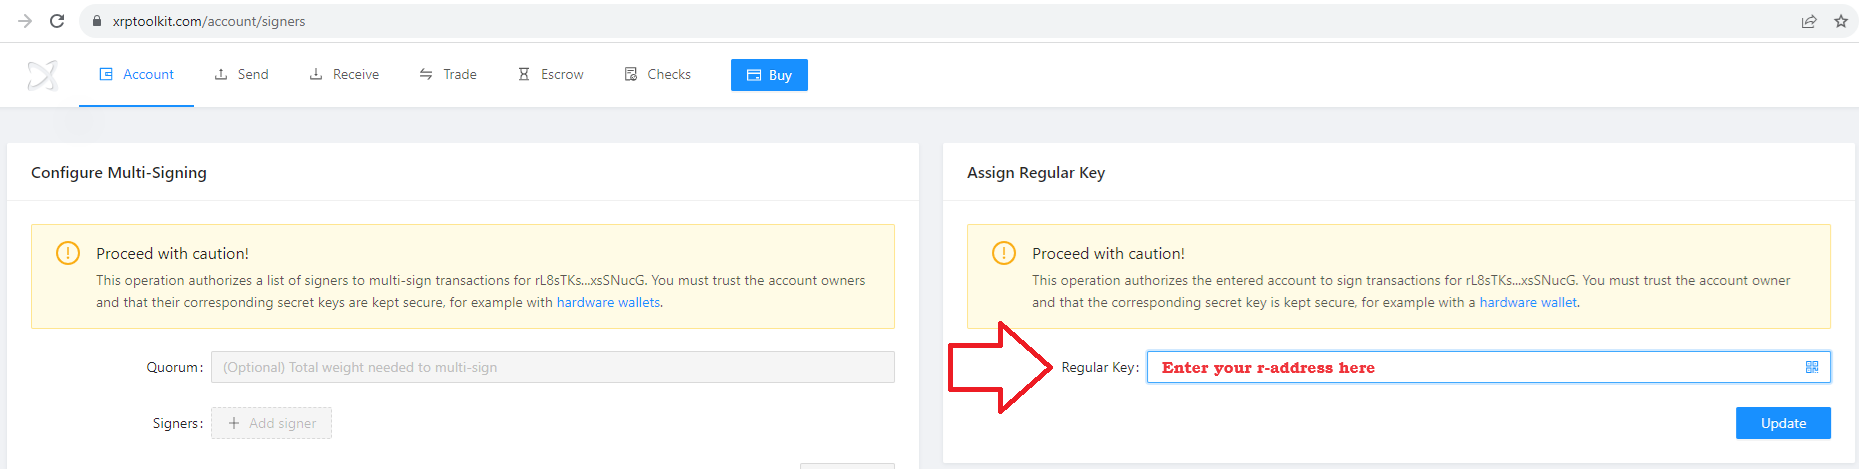 xrptoolkit.com/account/signers
Account Send Receive Trade Escrow Checks Buy
Configure Multi-Signing
Proceed with caution!
This operation authorizes a list of signers to multi-sign transactions for rL8sTKs...xsSNucG. You must trust the account owners
and that their corresponding secret keys are kept secure, for example with hardware wallets.
Quorum:
(Optional) Total weight needed to multi-sign
Signers:
+ Add signer
Assign Regular Key
Proceed with caution!
This operation authorizes the entered account to sign transactions for rL8sTKs...xsSNucG. You must trust the account owner
and that the corresponding secret key is kept secure, for example with a hardware wallet.
Regular Key:
Enter your r-address here
Update